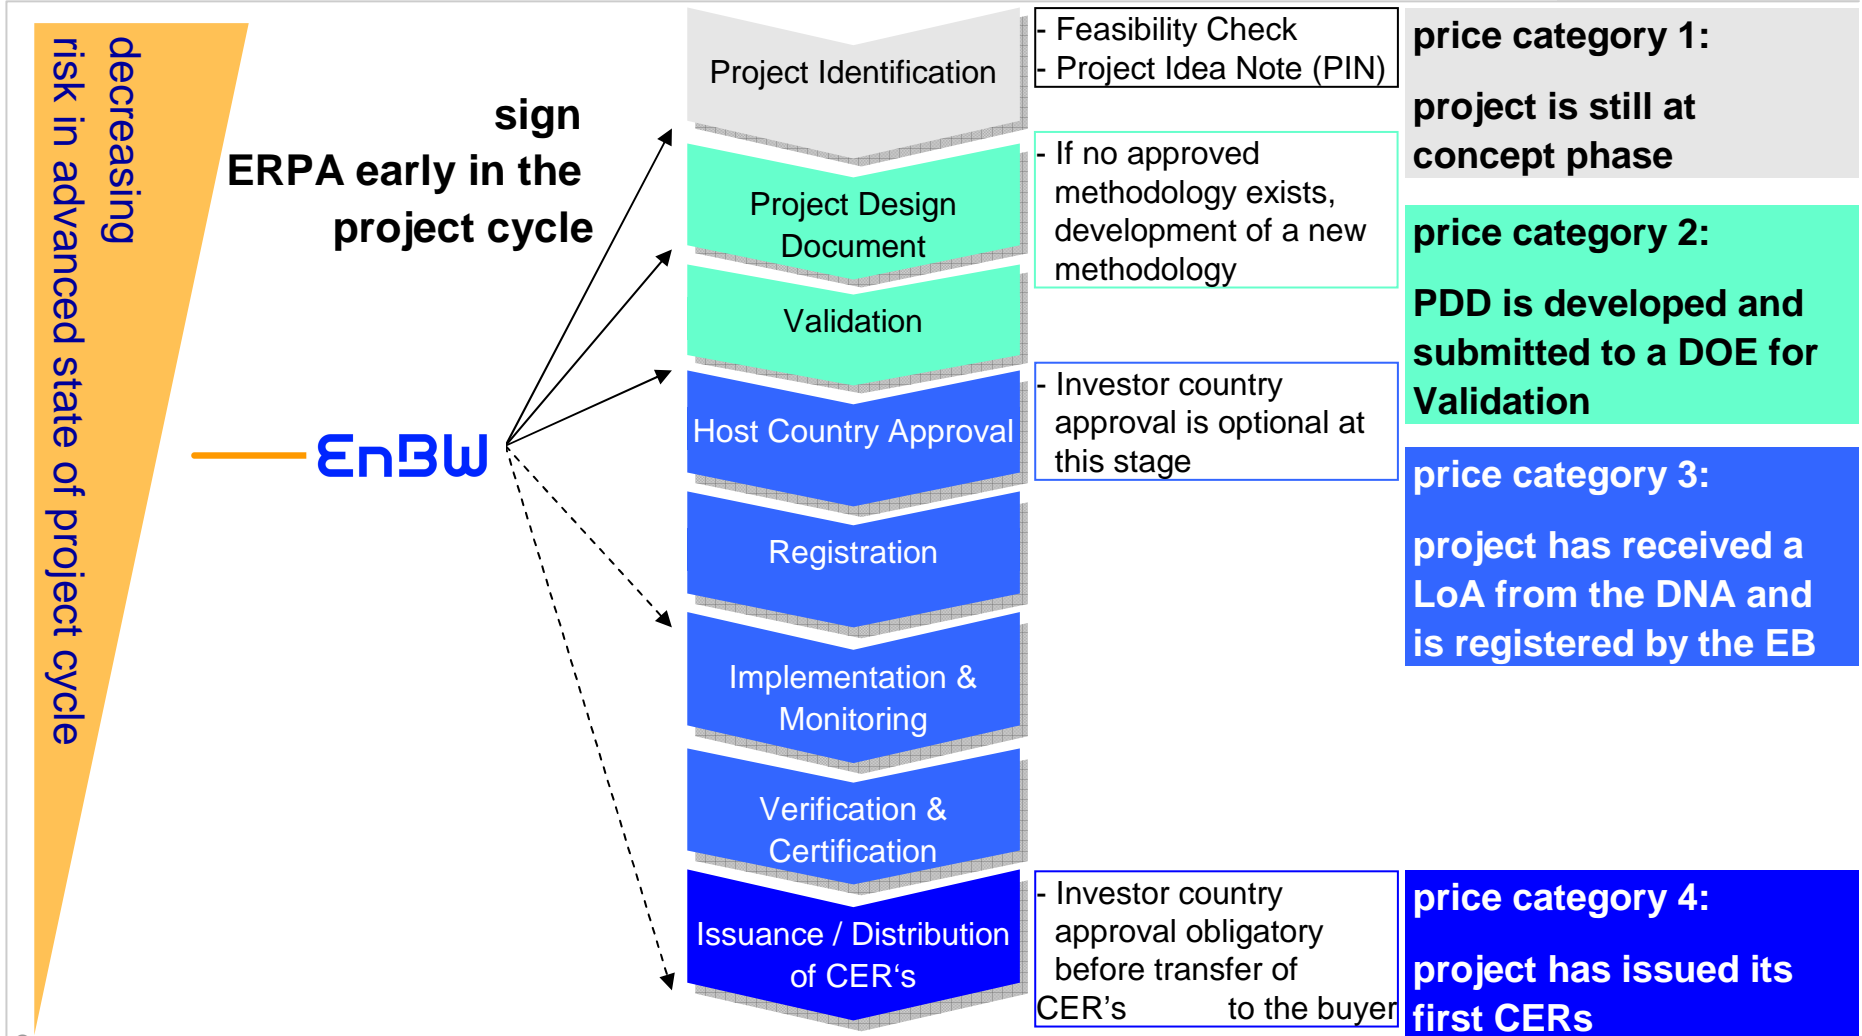 decreasing
risk in advanced state of project cycle
sign
ERPA early in the
project cycle
EnBW
Project Identification
- Feasibility Check
- Project Idea Note (PIN)
price category 1:
project is still at
concept phase
Project Design
Document
- If no approved
methodology exists,
development of a new
methodology
price category 2:
PDD is developed and
submitted to a DOE for
Validation
Validation
Host Country Approval
- Investor country
approval is optional at
this stage
price category 3:
project has received a
LoA from the DNA and
is registered by the EB
Registration
Implementation &
Monitoring
Verification &
Certification
Issuance / Distribution
of CER‘s
- Investor country
approval obligatory
before transfer of
CER’s to the buyer
price category 4:
project has issued its
first CERs